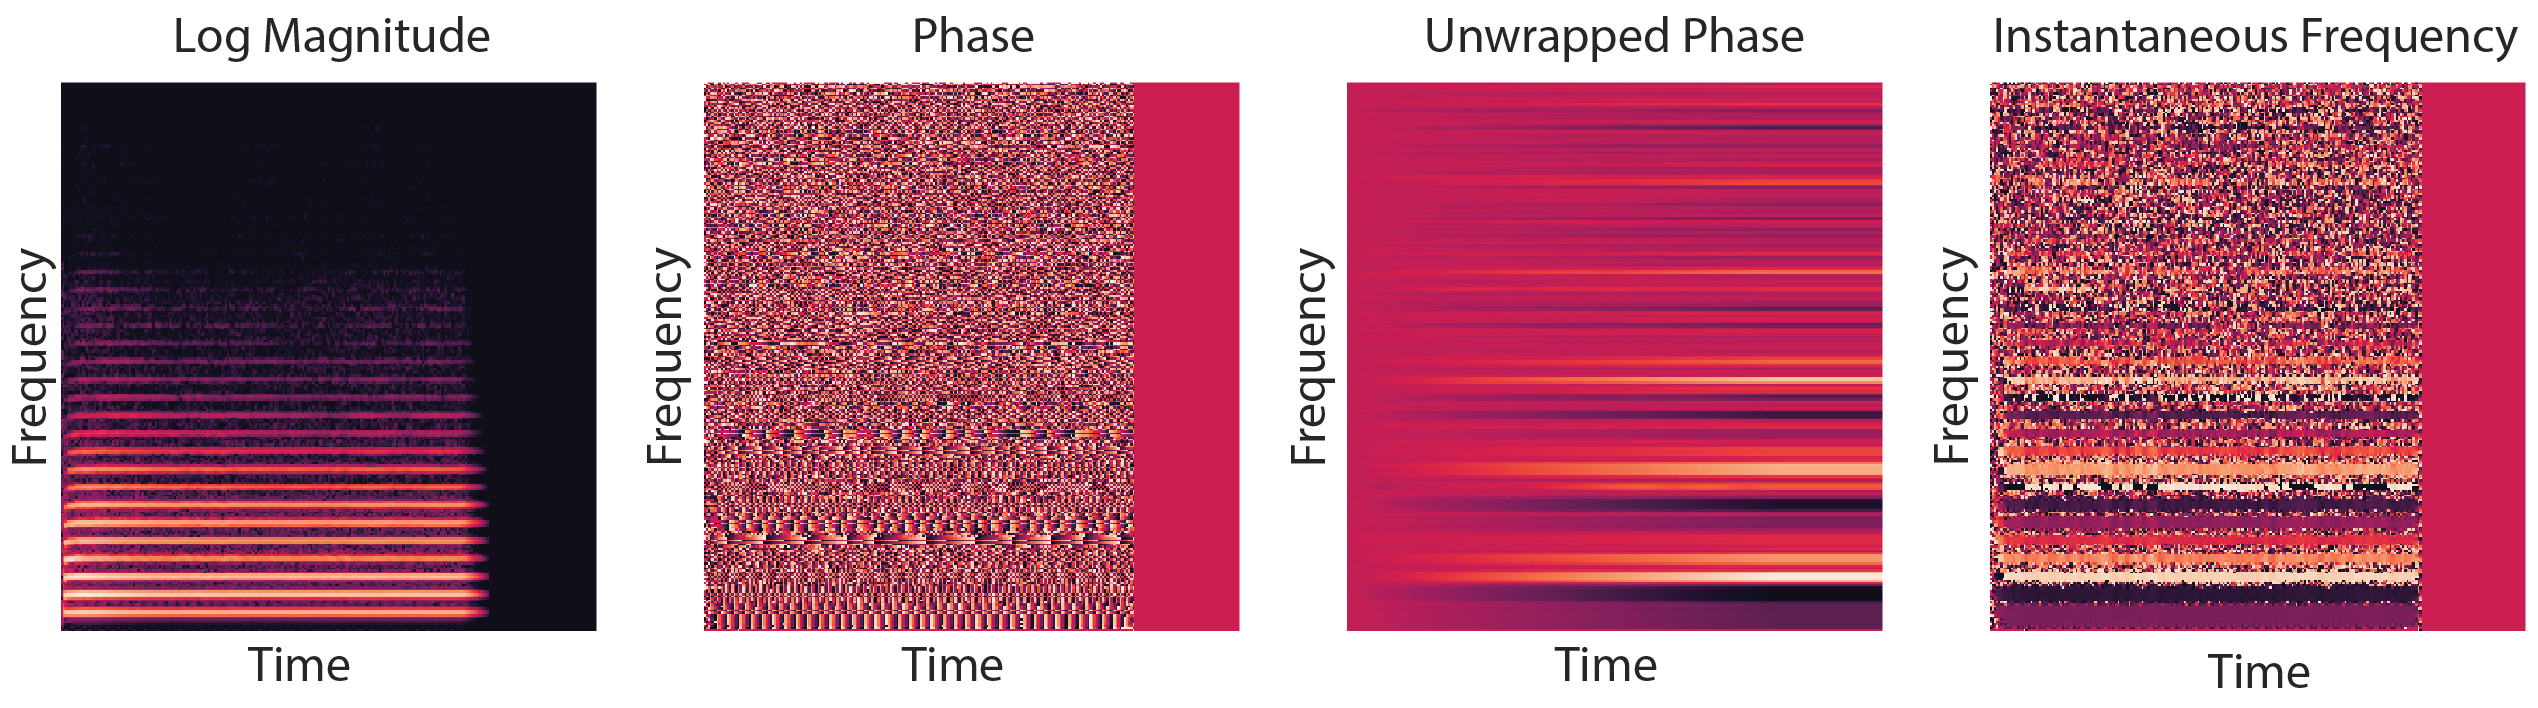 Log Magnitude
Phase
Unwrapped Phase
Instantaneous Frequency
Frequency
Frequency
Frequency
Frequency
Time
Time
Time
Time